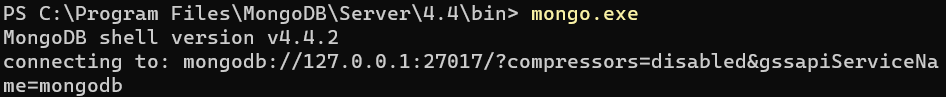 PS C:\Program Files\MongoDB\Server\4.4\bin> mongo.exe
MongoDB shell version v4.4.2
connecting to: mongodb://127.0.0.1:27017/?compressors=disabled&gssapiServiceNa
me=mongodb